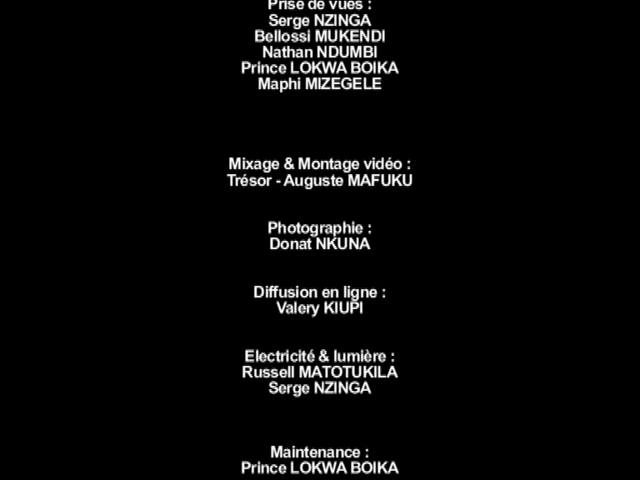 Prise de vues :
Serge NZINGA
Bellossi MUKENDI
Nathan NDUMBI
Prince LOKWA BOIKA
Maphi MIZEGELE
Mixage & Montage vidéo :
Trésor - Auguste MAFUKU
Photographie :
Donat NKUNA
Diffusion en ligne :
Valery KIUPI
Electricité & lumière :
Russell MATOTUKILA
Serge NZINGA
Maintenance :
Prince LOKWA BOIKA